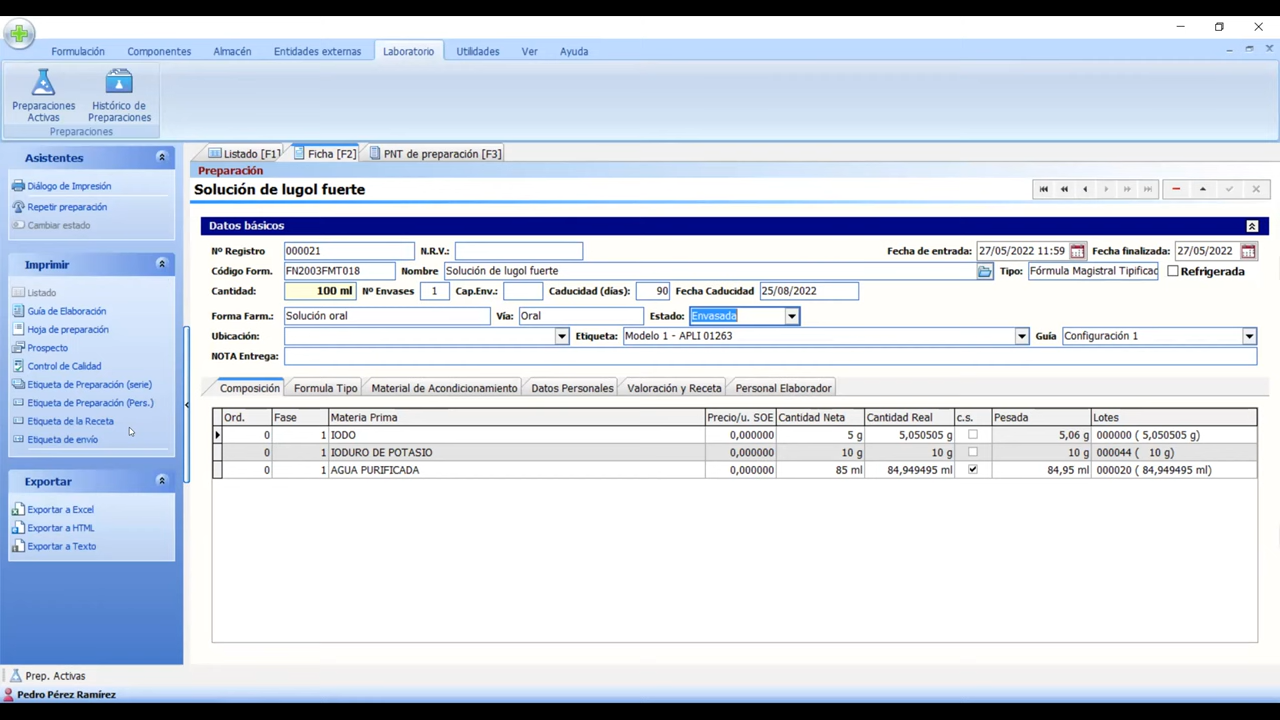 Formulación Componentes Almacén Entidades externas Laboratorio Utilidades Ver Ayuda
Preparaciones Activas
Histórico de Preparaciones
Preparaciones
Asistentes
Diálogo de Impresión
Repetir preparación
Cambiar estado
Imprimir
Listado
Guía de Elaboración
Hoja de preparación
Prospecto
Control de Calidad
Etiqueta de Preparación (serie)
Etiqueta de Preparación (Pers.)
Etiqueta de la Receta
Etiqueta de envío
Exportar
Exportar a Excel
Exportar a HTML
Exportar a Texto
Listado [F1] Ficha [F2] PNT de preparación [F3]
Preparación
Solución de lugol fuerte
Datos básicos
Nº Registro 000021 N.R.V.: Fecha de entrada: 27/05/2022 11:59 Fecha finalizada: 27/05/2022
Código Form. FN2003FMT018 Nombre Solución de lugol fuerte Tipo: Fórmula Magistral Tipificac Refrigerada
Cantidad: 100 ml Nº Envases 1 Cap.Env.: Caducidad (días): 90 Fecha Caducidad 25/08/2022
Forma Farm.: Solución oral Vía: Oral Estado: Envasada
Ubicación: Etiqueta: Modelo 1 - APLI 01263 Guía Configuración 1
NOTA Entrega:
Composición Formula Tipo Material de Acondicionamiento Datos Personales Valoración y Receta Personal Elaborador
Ord. Fase Materia Prima Precio/u. SOE Cantidad Neta Cantidad Real c.s. Pesada Lotes
0 1 IODO 0,000000 5 g 5,050505 g 5,06 g 000000 ( 5,050505 g)
0 1 IODURO DE POTASIO 0,000000 10 g 10 g 10 g 000044 ( 10 g)
0 1 AGUA PURIFICADA 0,000000 85 ml 84,949495 ml 84,95 ml 000020 ( 84,949495 ml)
Prep. Activas
Pedro Pérez Ramírez